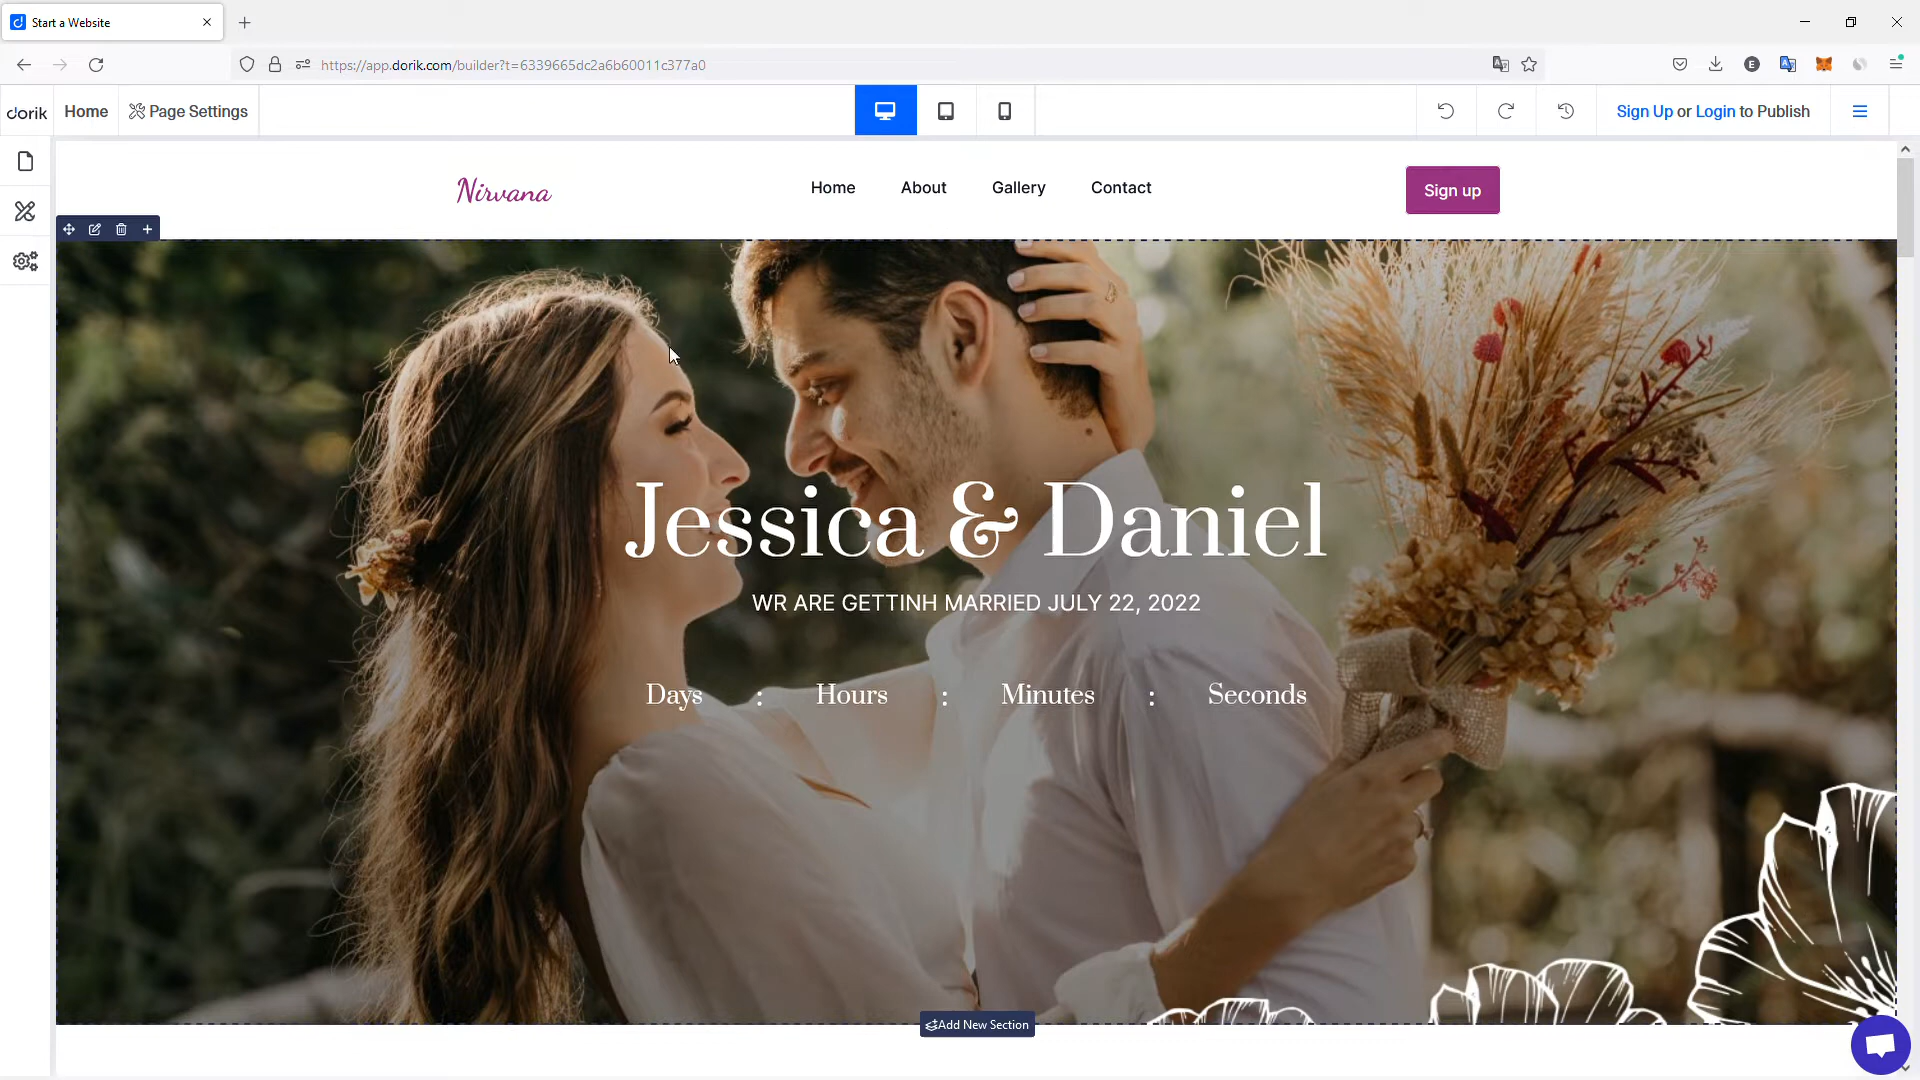 Start a Website
https://app.dorik.com/builder?t=6339665dc2a6b60011c377a0
dorik
Home
Page Settings
Sign Up or Login to Publish
Nirvana
Home
About
Gallery
Contact
Sign up
Jessica & Daniel
WR ARE GETTINH MARRIED JULY 22, 2022
Days : Hours : Minutes : Seconds
Add New Section